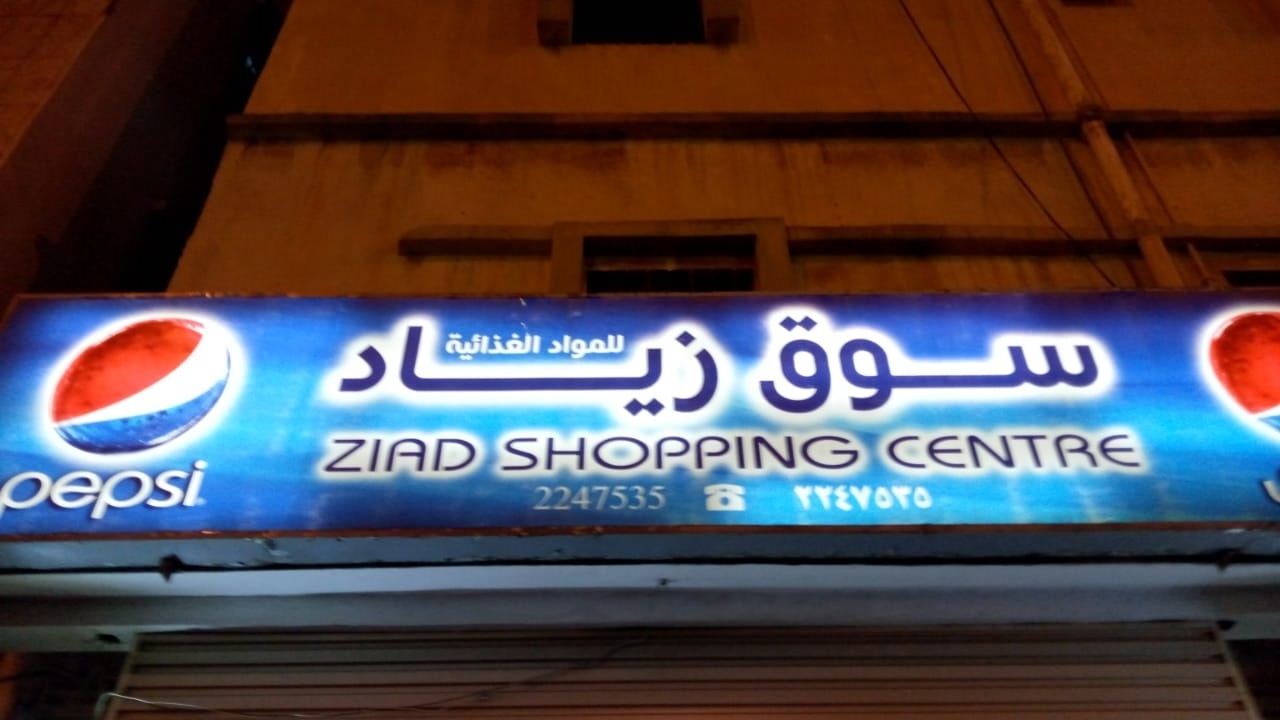 سوق زياد
للمواد الغذائية
ZIAD SHOPPING CENTRE
2247535 ☎ ٢٢٤٧٥٣٥
pepsi